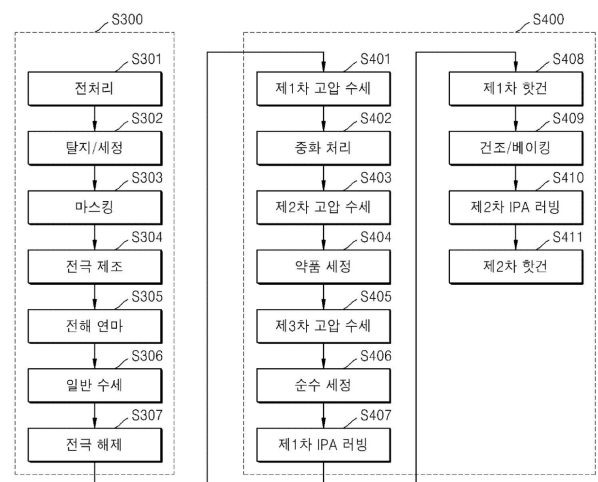 S300
S301
전처리
S302
탈지/세정
S303
마스킹
S304
전극 제조
S305
전해 연마
S306
일반 수세
S307
전극 해제
S400
S401
제1차 고압 수세
S402
중화 처리
S403
제2차 고압 수세
S404
약품 세정
S405
제3차 고압 수세
S406
순수 세정
S407
제1차 IPA 러빙
S408
제1차 핫건
S409
건조/베이킹
S410
제2차 IPA 러빙
S411
제2차 핫건